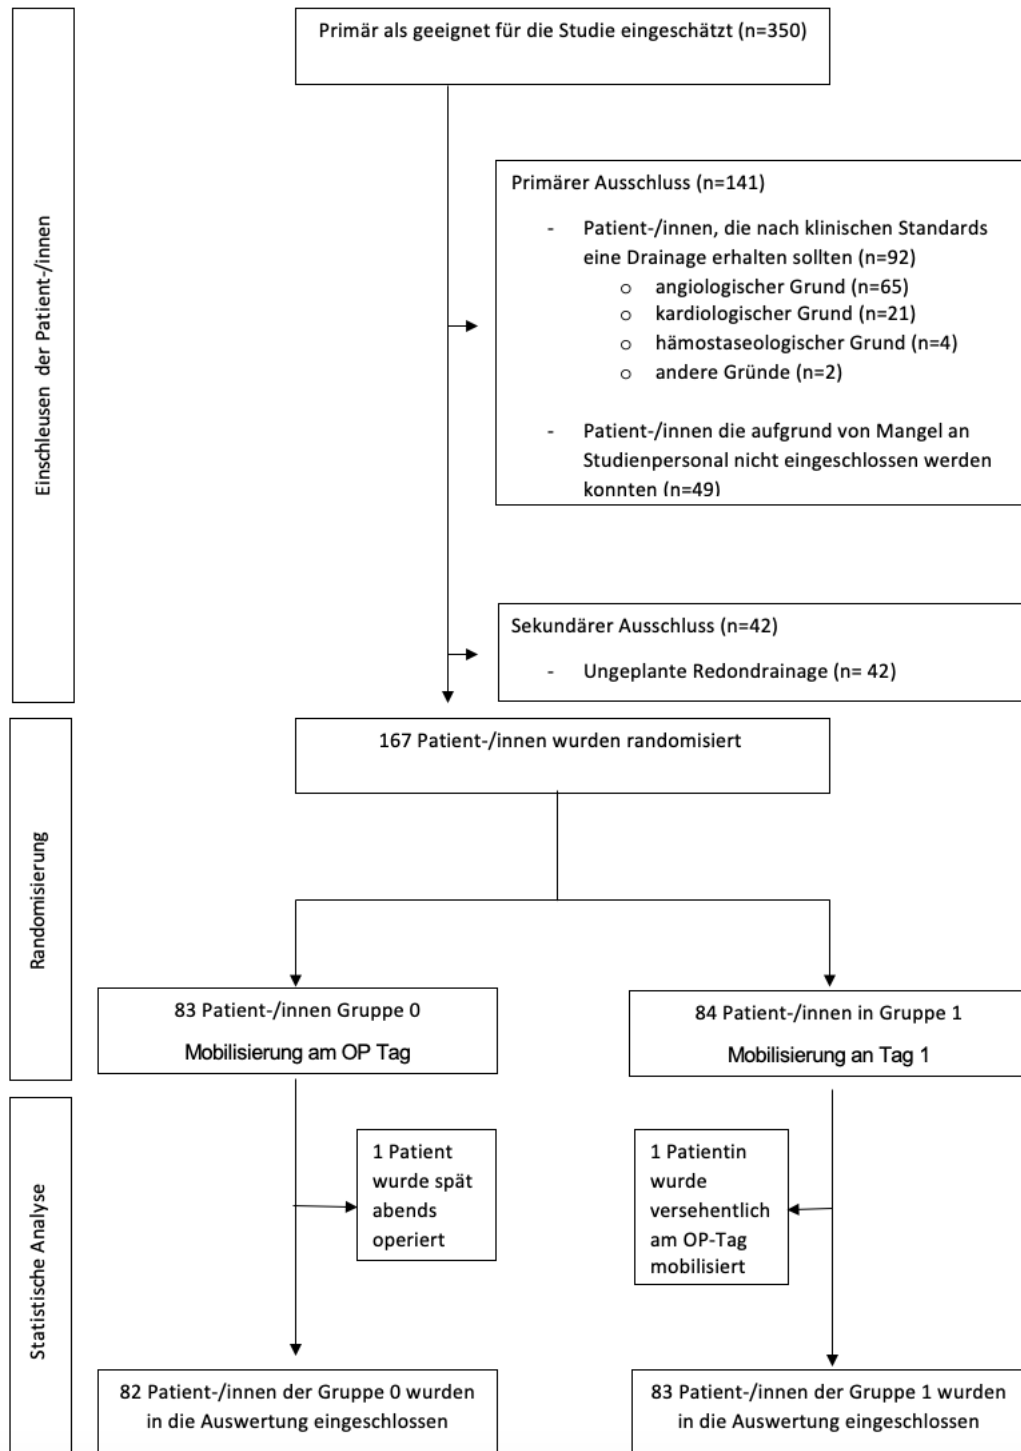 Einschleusen der Patient-/innen
Primär als geeignet für die Studie eingeschätzt (n=350)
Primärer Ausschluss (n=141)
- Patient-/innen, die nach klinischen Standards
eine Drainage erhalten sollten (n=92)
o angiologischer Grund (n=65)
o kardiologischer Grund (n=21)
o hämostaseologischer Grund (n=4)
o andere Gründe (n=2)
- Patient-/innen die aufgrund von Mangel an
Studienpersonal nicht eingeschlossen werden
konnten (n=49)
Sekundärer Ausschluss (n=42)
- Ungeplante Redondrainage (n= 42)
Randomisierung
167 Patient-/innen wurden randomisiert
83 Patient-/innen Gruppe 0
Mobilisierung am OP Tag
84 Patient-/innen in Gruppe 1
Mobilisierung an Tag 1
Statistische Analyse
1 Patient
wurde spät
abends
operiert
1 Patientin
wurde
versehentlich
am OP-Tag
mobilisiert
82 Patient-/innen der Gruppe 0 wurden
in die Auswertung eingeschlossen
83 Patient-/innen der Gruppe 1 wurden
in die Auswertung eingeschlossen